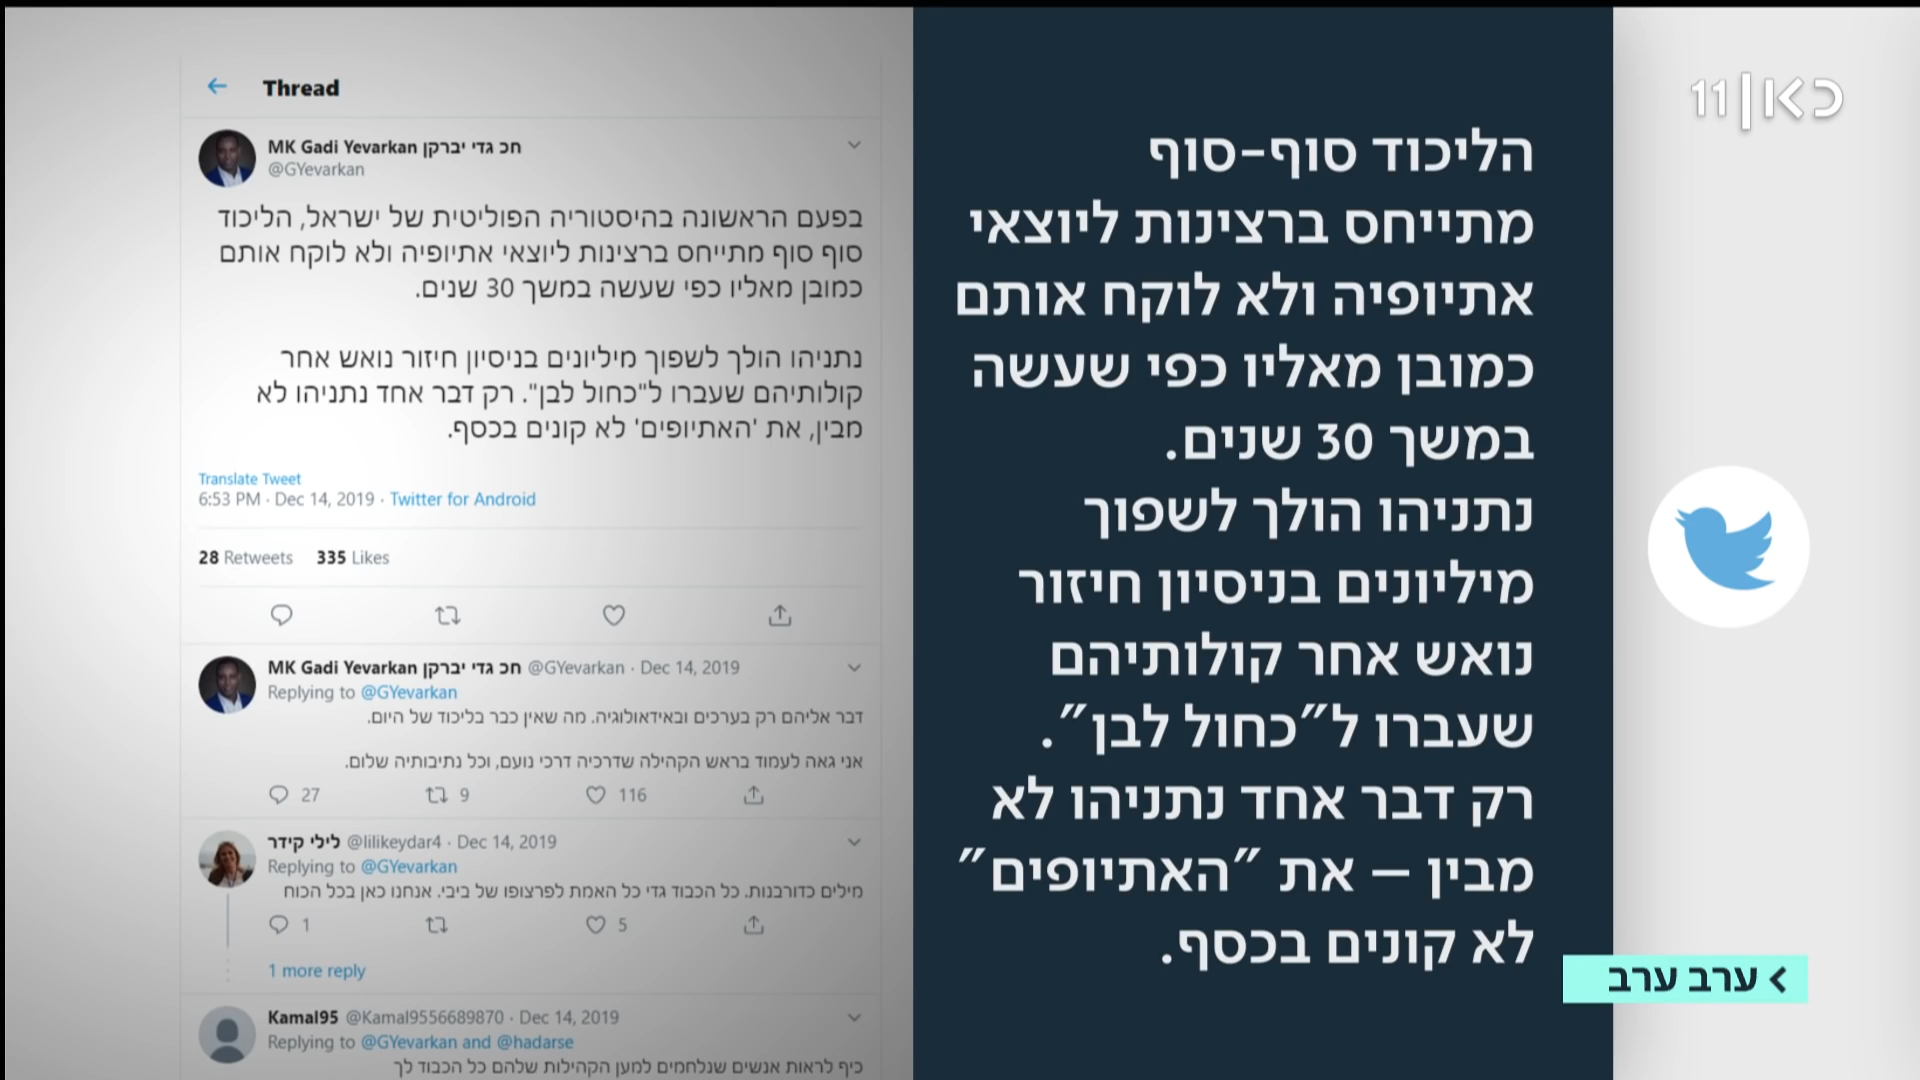 Thread
MK Gadi Yevarkan חכ גדי יברקן
@GYevarkan
בפעם הראשונה בהיסטוריה הפוליטית של ישראל, הליכוד
סוף סוף מתייחס ברצינות ליוצאי אתיופיה ולא לוקח אותם
כמובן מאליו כפי שעשה במשך 30 שנים.
נתניהו הולך לשפוך מיליונים בניסיון חיזור נואש אחר
קולותיהם שעברו ל"כחול לבן". רק דבר אחד נתניהו לא
מבין, את 'האתיופים' לא קונים בכסף.
Translate Tweet
6:53 PM · Dec 14, 2019 · Twitter for Android
28 Retweets 335 Likes
MK Gadi Yevarkan חכ גדי יברקן @GYevarkan · Dec 14, 2019
Replying to @GYevarkan
דבר אליהם רק בערכים ובאידאולוגיה. מה שאין כבר בליכוד של היום.
אני גאה לעמוד בראש הקהילה שדרכיה דרכי נועם, וכל נתיבותיה שלום.
27 9 116
לילי קידר @lilikeydar4 · Dec 14, 2019
Replying to @GYevarkan
מילים כדורבנות. כל הכבוד גדי כל האמת לפרצופו של ביבי. אנחנו כאן בכל הכוח
1 5
1 more reply
Kamal95 @Kamal9556689870 · Dec 14, 2019
Replying to @GYevarkan and @hadarse
כיף לראות אנשים שנלחמים למען הקהילות שלהם כל הכבוד לך
הליכוד סוף-סוף
מתייחס ברצינות ליוצאי
אתיופיה ולא לוקח אותם
כמובן מאליו כפי שעשה
במשך 30 שנים.
נתניהו הולך לשפוך
מיליונים בניסיון חיזור
נואש אחר קולותיהם
שעברו ל"כחול לבן".
רק דבר אחד נתניהו לא
מבין – את "האתיופים"
לא קונים בכסף.
כאן|11
ערב ערב